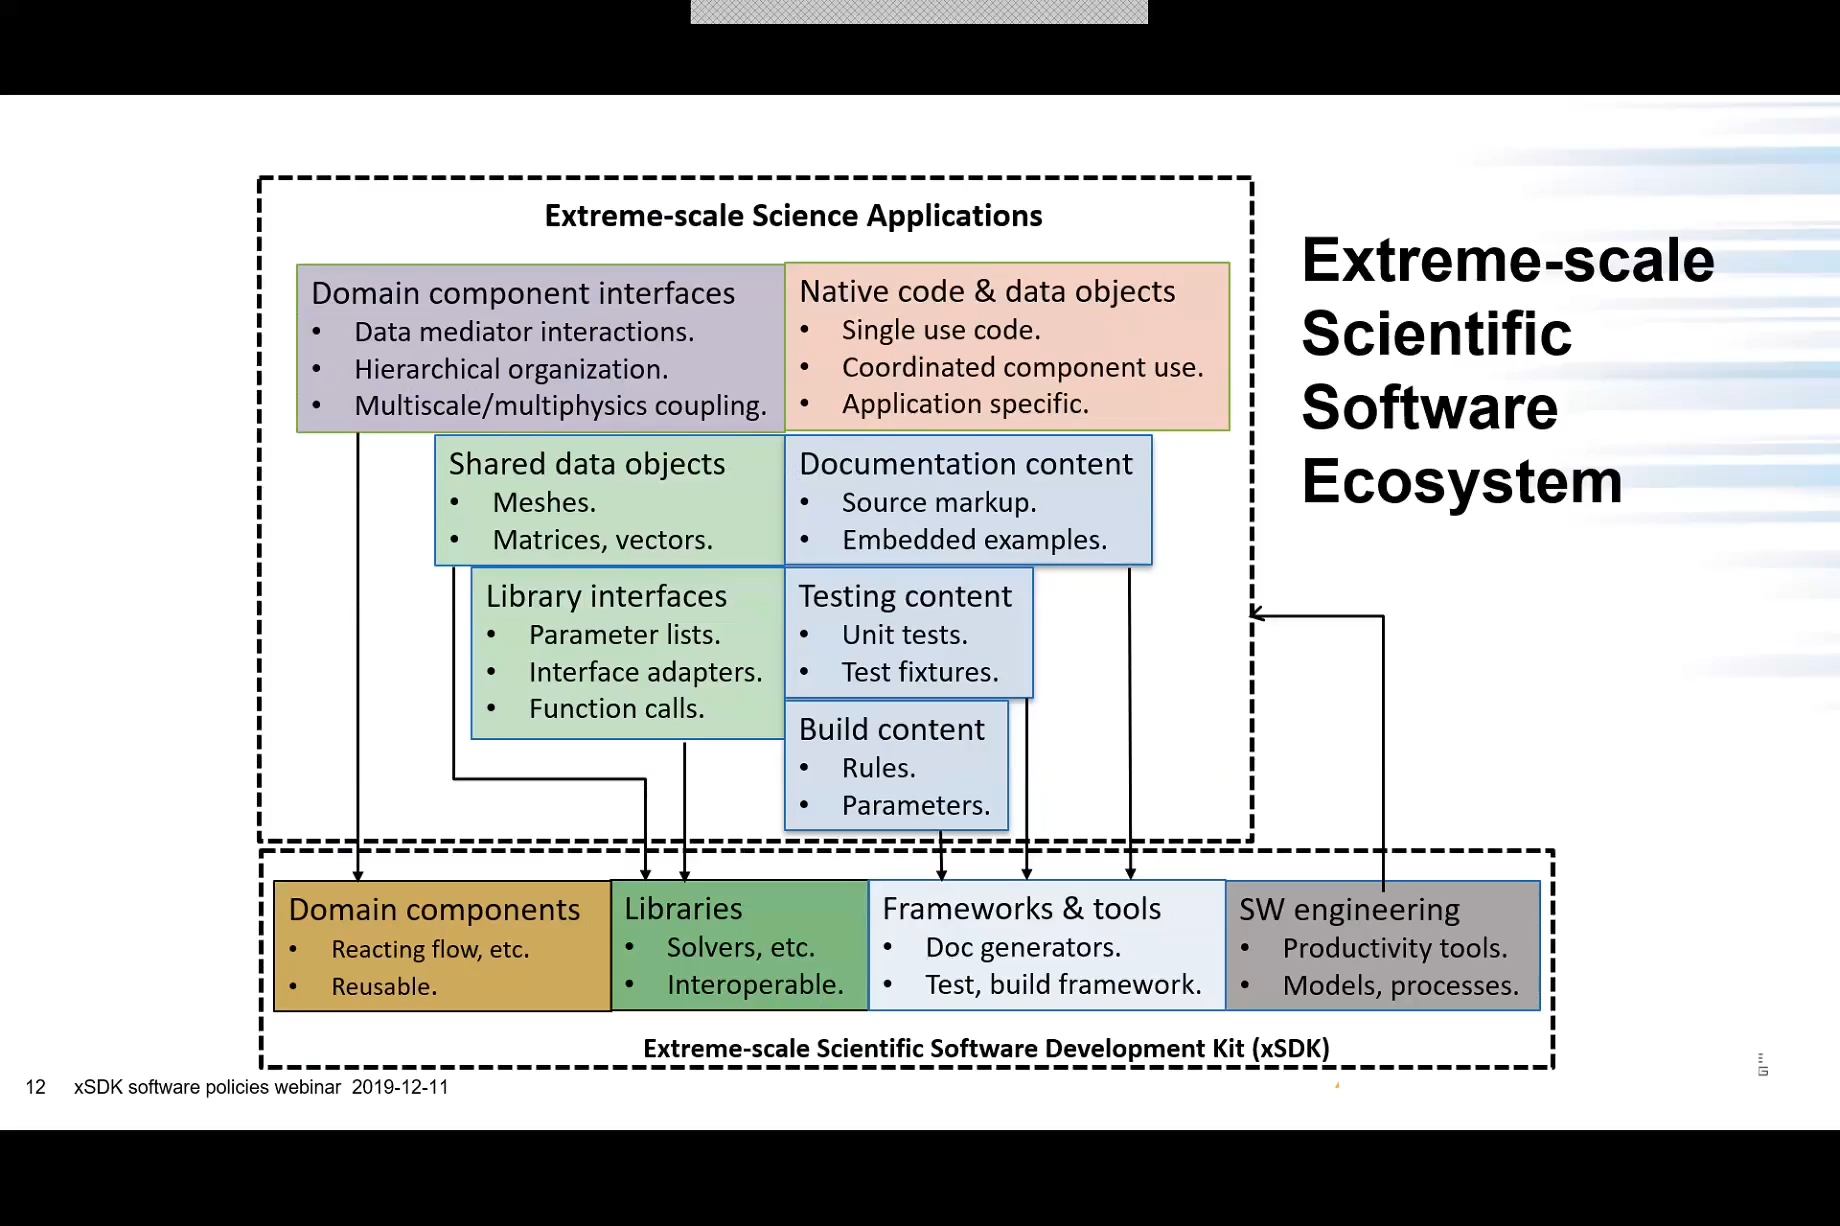 Extreme-scale Science Applications
Domain component interfaces
• Data mediator interactions.
• Hierarchical organization.
• Multiscale/multiphysics coupling.
Native code & data objects
• Single use code.
• Coordinated component use.
• Application specific.
Shared data objects
• Meshes.
• Matrices, vectors.
Documentation content
• Source markup.
• Embedded examples.
Library interfaces
• Parameter lists.
• Interface adapters.
• Function calls.
Testing content
• Unit tests.
• Test fixtures.
Build content
• Rules.
• Parameters.
Extreme-scale
Scientific
Software
Ecosystem
Domain components
• Reacting flow, etc.
• Reusable.
Libraries
• Solvers, etc.
• Interoperable.
Frameworks & tools
• Doc generators.
• Test, build framework.
SW engineering
• Productivity tools.
• Models, processes.
Extreme-scale Scientific Software Development Kit (xSDK)
12 xSDK software policies webinar 2019-12-11